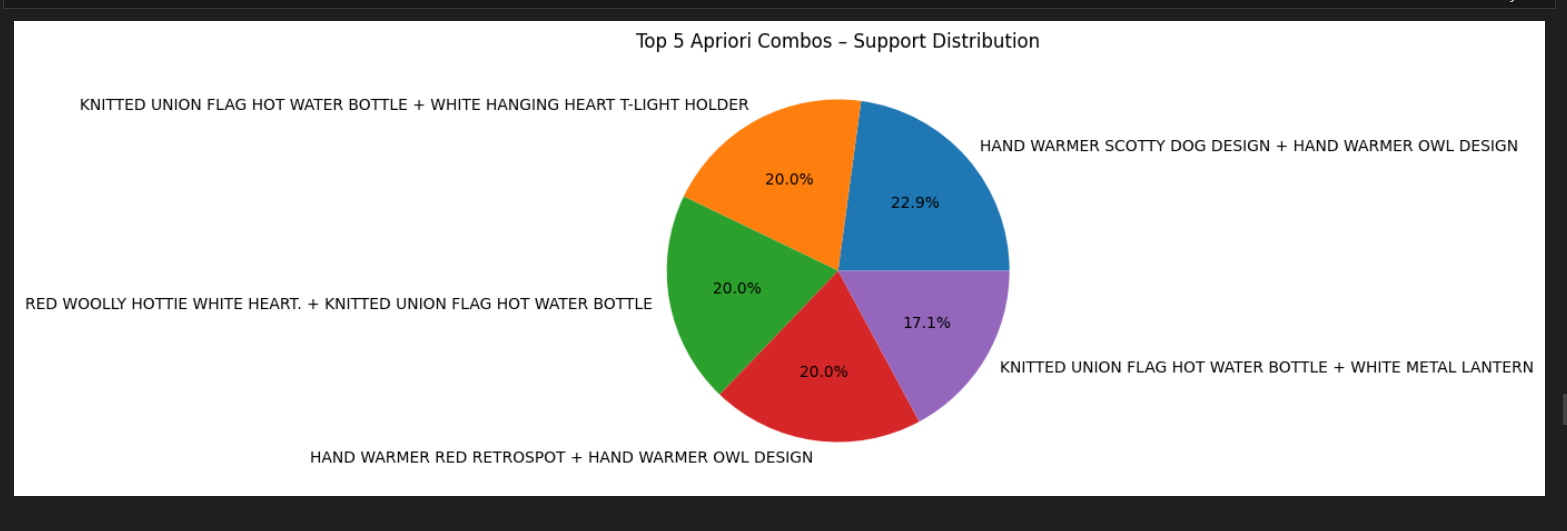 Top 5 Apriori Combos – Support Distribution
KNITTED UNION FLAG HOT WATER BOTTLE + WHITE HANGING HEART T-LIGHT HOLDER
HAND WARMER SCOTTY DOG DESIGN + HAND WARMER OWL DESIGN
20.0%
22.9%
20.0%
RED WOOLLY HOTTIE WHITE HEART. + KNITTED UNION FLAG HOT WATER BOTTLE
17.1%
20.0%
KNITTED UNION FLAG HOT WATER BOTTLE + WHITE METAL LANTERN
HAND WARMER RED RETROSPOT + HAND WARMER OWL DESIGN